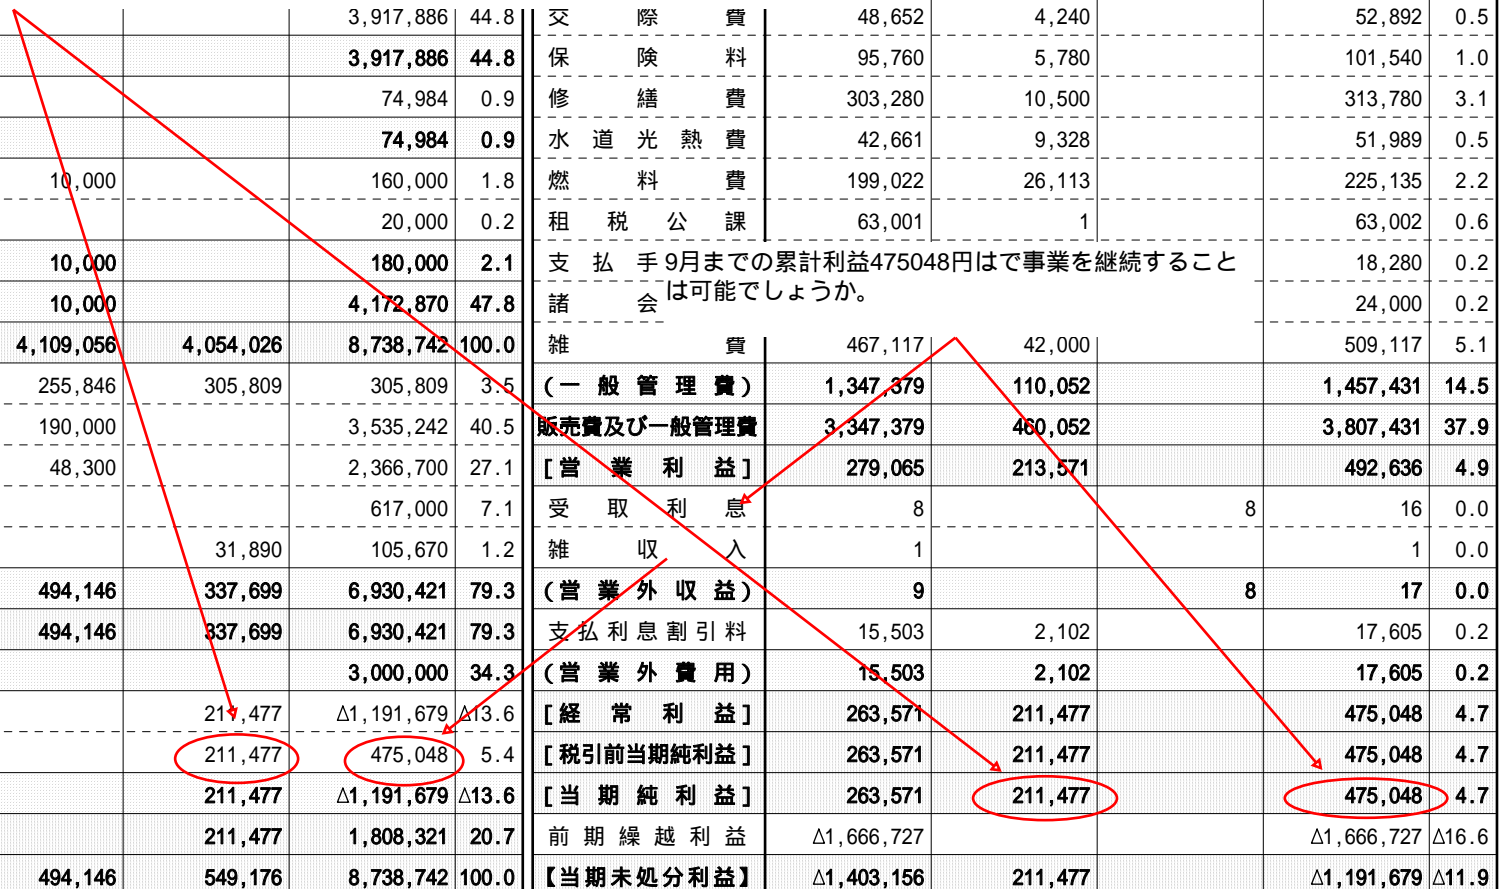 3,917,886 44.8 交際費 48,652 4,240 52,892 0.5
3,917,886 44.8 保険料 95,760 5,780 101,540 1.0
74,984 0.9 修繕費 303,280 10,500 313,780 3.1
74,984 0.9 水道光熱費 42,661 9,328 51,989 0.5
10,000 160,000 1.8 燃料費 199,022 26,113 225,135 2.2
20,000 0.2 租税公課 63,001 1 63,002 0.6
10,000 180,000 2.1 支払手 18,280 0.2
9月までの累計利益475048円はで事業を継続すること
は可能でしょうか。
10,000 4,172,870 47.8 諸会 24,000 0.2
4,109,056 4,054,026 8,738,742 100.0 雑費 467,117 42,000 509,117 5.1
255,846 305,809 305,809 3.5 (一般管理費) 1,347,379 110,052 1,457,431 14.5
190,000 3,535,242 40.5 販売費及び一般管理費 3,347,379 460,052 3,807,431 37.9
48,300 2,366,700 27.1 [営業利益] 279,065 213,571 492,636 4.9
617,000 7.1 受取利息 8 8 16 0.0
31,890 105,670 1.2 雑収入 1 1 0.0
494,146 337,699 6,930,421 79.3 (営業外収益) 9 8 17 0.0
494,146 337,699 6,930,421 79.3 支払利息割引料 15,503 2,102 17,605 0.2
3,000,000 34.3 (営業外費用) 15,503 2,102 17,605 0.2
211,477 Δ1,191,679 Δ13.6 [経常利益] 263,571 211,477 475,048 4.7
211,477 475,048 5.4 [税引前当期純利益] 263,571 211,477 475,048 4.7
211,477 Δ1,191,679 Δ13.6 [当期純利益] 263,571 211,477 475,048 4.7
211,477 1,808,321 20.7 前期繰越利益 Δ1,666,727 Δ1,666,727 Δ16.6
494,146 549,176 8,738,742 100.0 【当期未処分利益】 Δ1,403,156 211,477 Δ1,191,679 Δ11.9